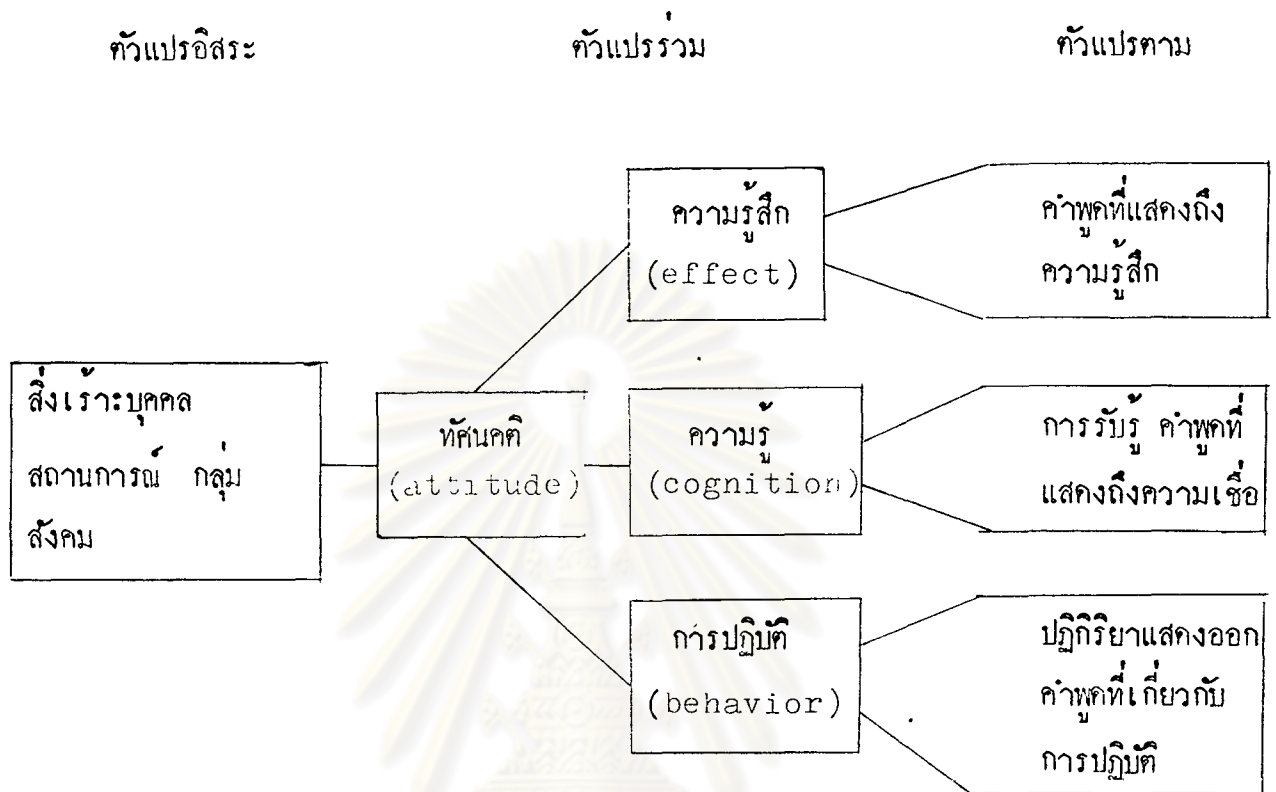 ตัวแปรอิสระ
ตัวแปรร่วม
ตัวแปรตาม
ความรู้สึก
(effect)
คำพูดที่แสดงถึง
ความรู้สึก
สิ่งเร้าะบุคคล
สถานการณ์ กลุ่ม
สังคม
ทัศนคติ
(attitude)
ความรู้
(cognition)
การรับรู้ คำพูดที่
แสดงถึงความเชื่อ
การปฏิบัติ
(behavior)
ปฏิกิริยาแสดงออก
คำพูดที่เกี่ยวกับ
การปฏิบัติ